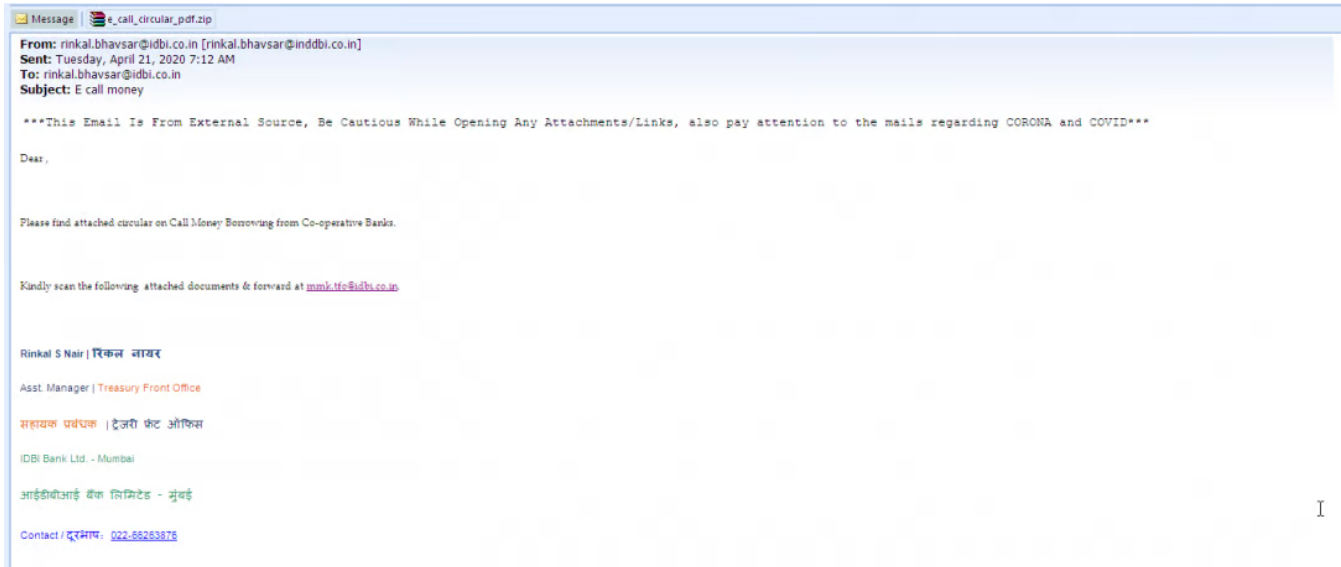 Message e_call_circular_pdf.zip
From: rinkal.bhavsar@idbi.co.in [rinkal.bhavsar@inddbi.co.in]
Sent: Tuesday, April 21, 2020 7:12 AM
To: rinkal.bhavsar@idbi.co.in
Subject: E call money
***This Email Is From External Source, Be Cautious While Opening Any Attachments/Links, also pay attention to the mails regarding CORONA and COVID***
Dear ,
Please find attached circular on Call Money Borrowing from Co-operative Banks.
Kindly scan the following attached documents & forward at mmk.tfo@idbi.co.in.
Rinkal S Nair | रिंकल नायर
Asst. Manager | Treasury Front Office
सहायक प्रबंधक | ट्रेजरी फ्रंट ऑफिस
IDBI Bank Ltd. - Mumbai
आईडीबीआई बैंक लिमिटेड - मुंबई
Contact / दूरभाष: 022-66263876